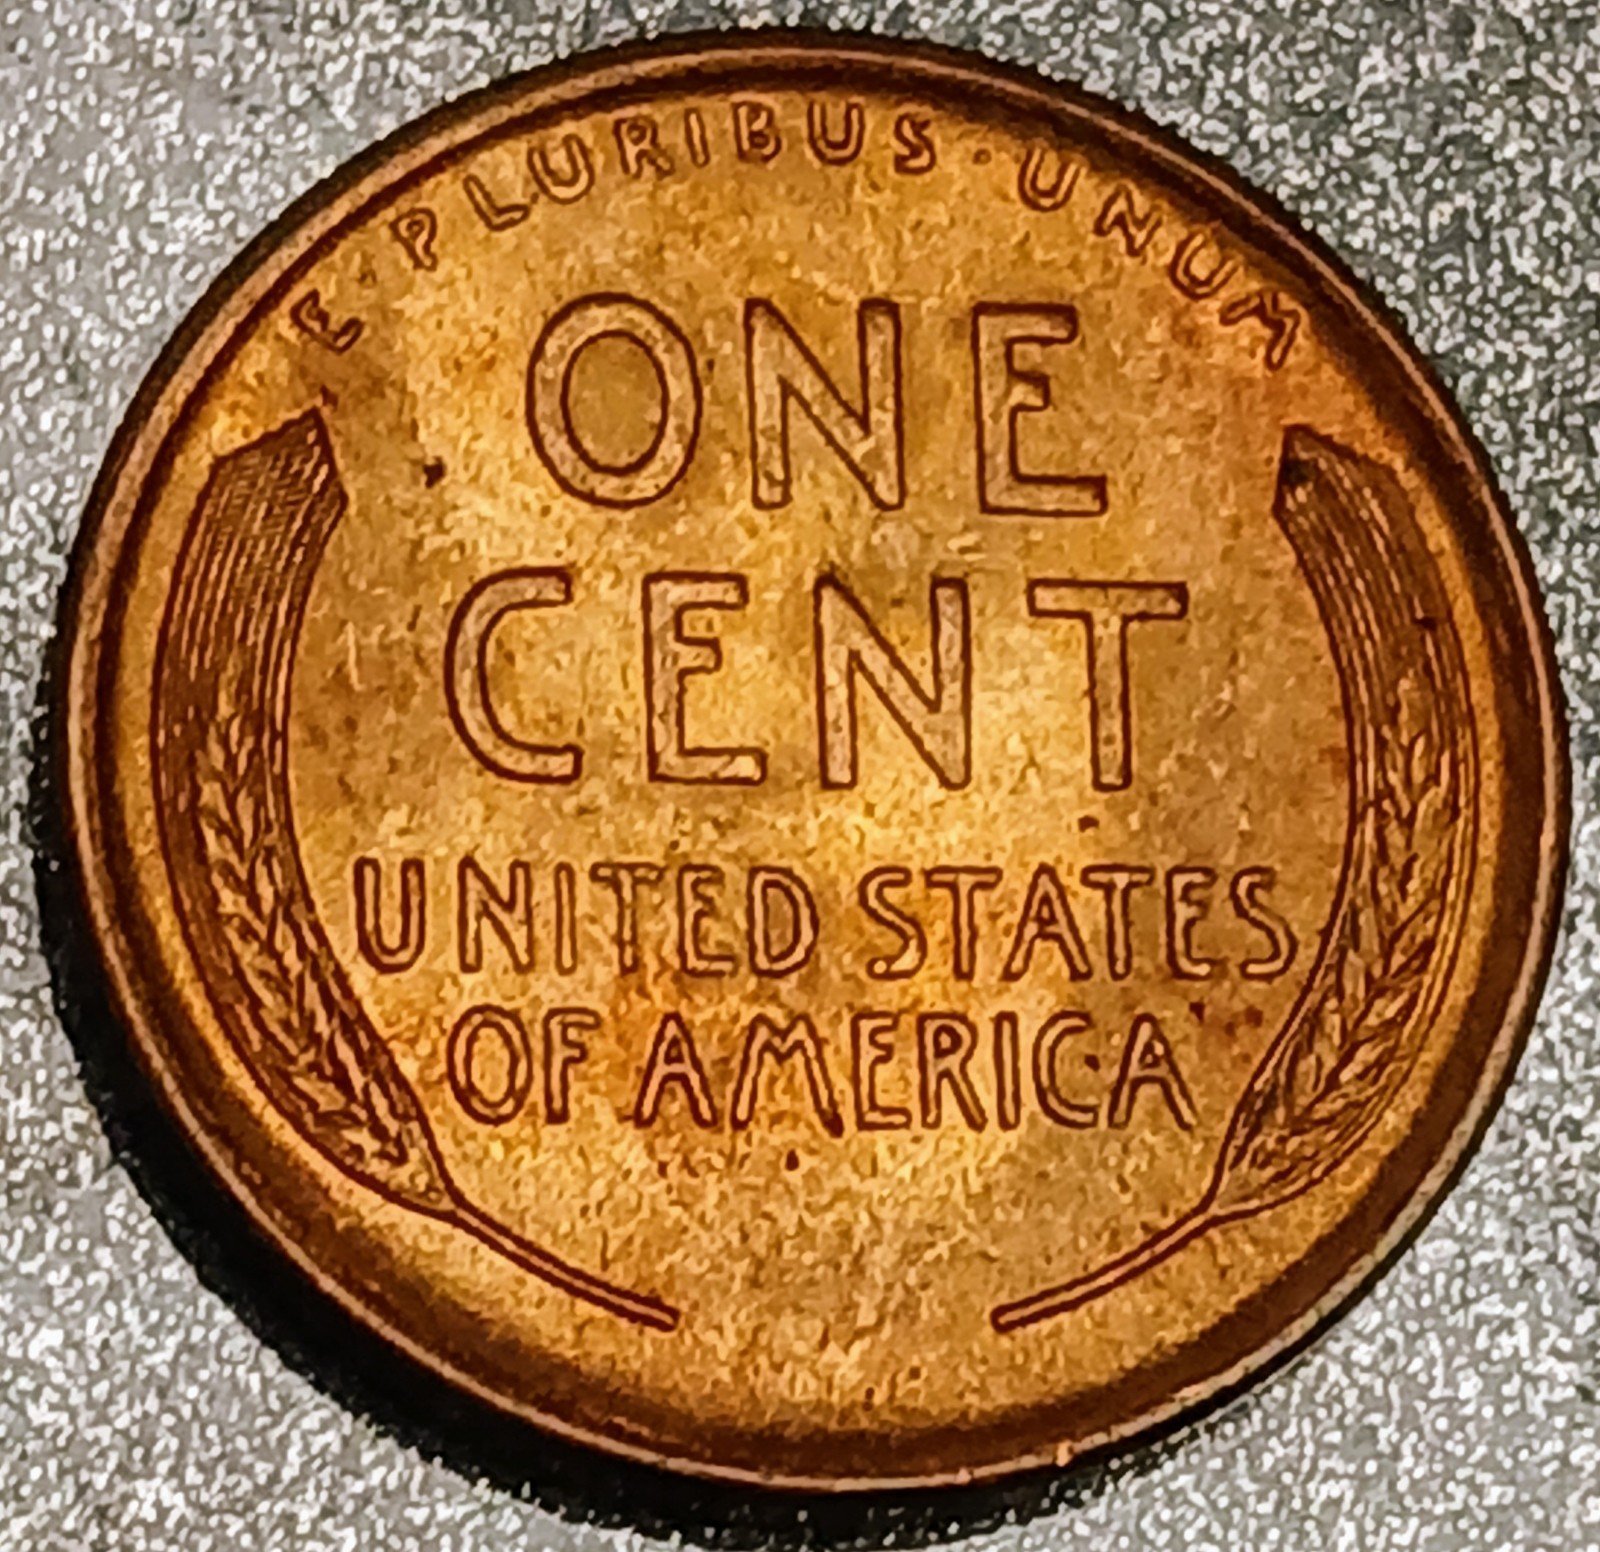 E · PLURIBUS · UNUM
ONE
CENT
UNITED STATES
OF AMERICA